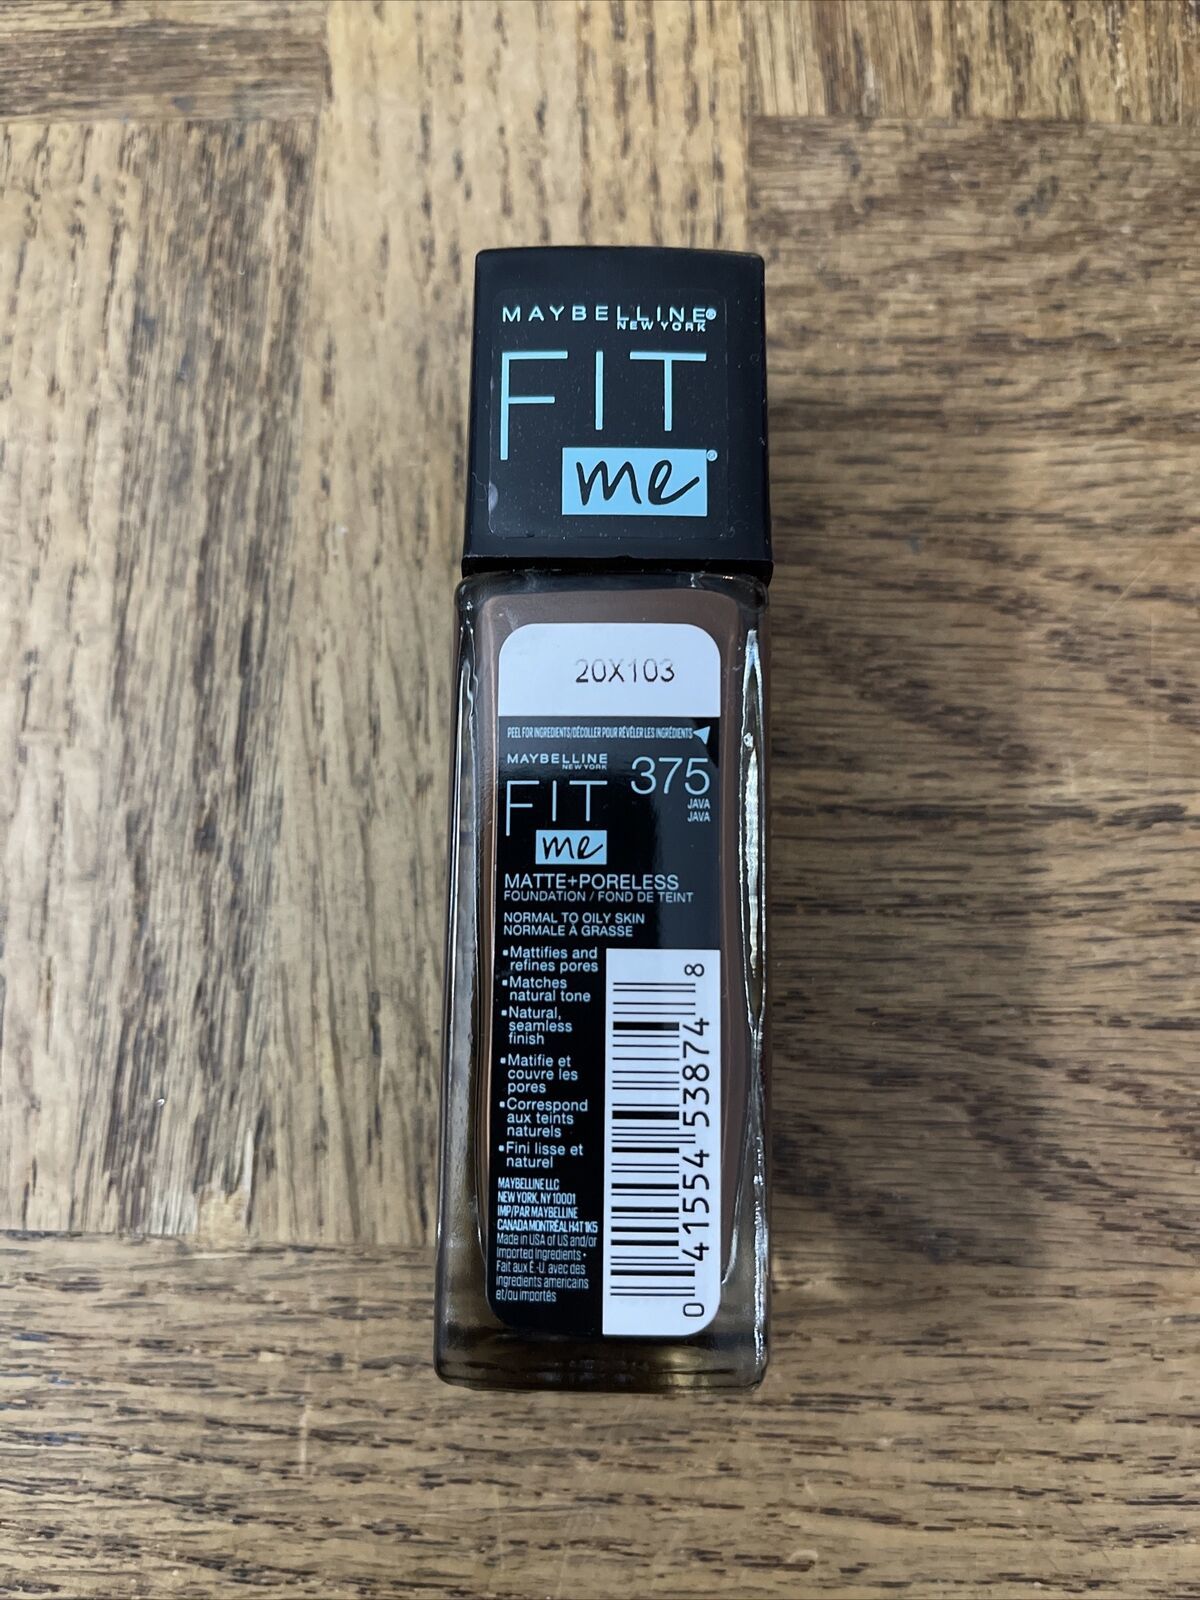 MAYBELLINE®
NEW YORK
FIT
me®
20X103
PEEL FOR INGREDIENTS/DÉCOLLER POUR RÉVÉLER LES INGRÉDIENTS
MAYBELLINE
NEW YORK
375
JAVA
JAVA
FIT
me
MATTE+PORELESS
FOUNDATION / FOND DE TEINT
NORMAL TO OILY SKIN
NORMALE À GRASSE
•Mattifies and
refines pores
•Matches
natural tone
•Natural,
seamless
finish
•Matifie et
couvre les
pores
•Correspond
aux teints
naturels
•Fini lisse et
naturel
MAYBELLINE LLC
NEW YORK, NY 10001
IMP/PAR MAYBELLINE
CANADA MONTRÉAL H4T 1K5
Made in USA of US and/or
Imported Ingredients •
Fait aux É.-U. avec des
ingredients americains
et/ou importés
0 41554 53874 8